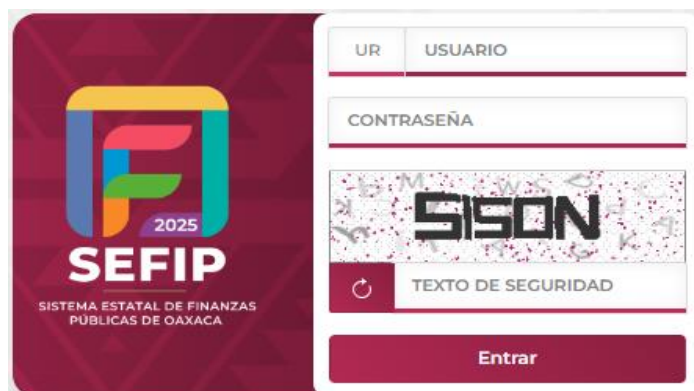 2025
SEFIP
SISTEMA ESTATAL DE FINANZAS
PÚBLICAS DE OAXACA
UR USUARIO
CONTRASEÑA
TEXTO DE SEGURIDAD
Entrar